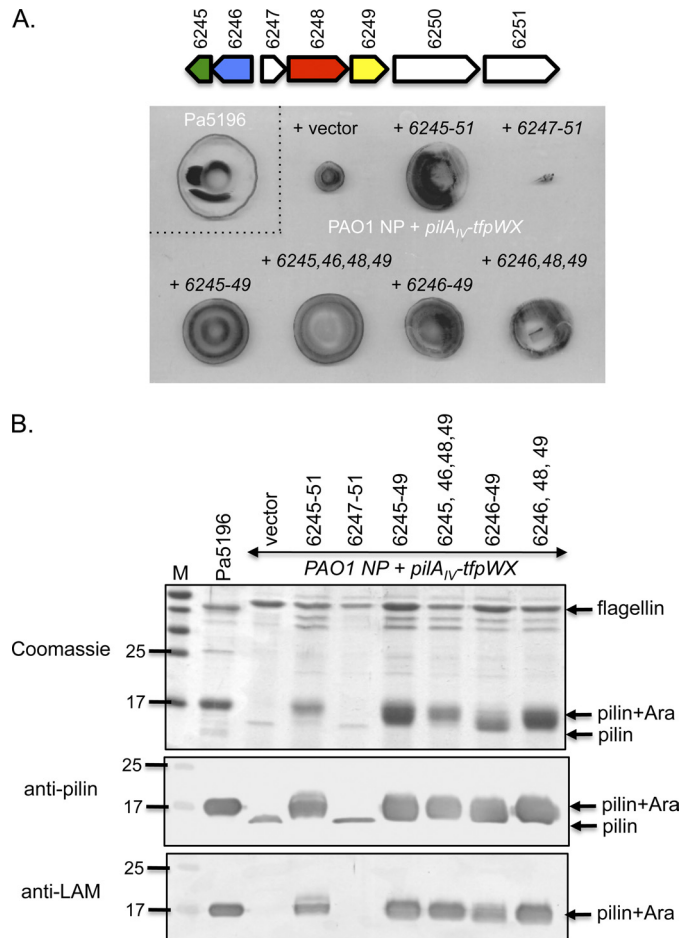 A.
6245 6246 6247 6248 6249 6250 6251
Pa5196 + vector + 6245-51 + 6247-51
PAO1 NP + pilAIV-tfpWX
+ 6245-49 + 6245,46,48,49 + 6246-49 + 6246,48,49
B.
Pa5196 vector 6245-51 6247-51 6245-49 6245, 46,48,49 6246-49 6246, 48, 49
M PAO1 NP + pilAIV-tfpWX
flagellin
Coomassie 25
17 pilin+Ara
pilin
25
anti-pilin
17 pilin+Ara
pilin
25
anti-LAM
17 pilin+Ara